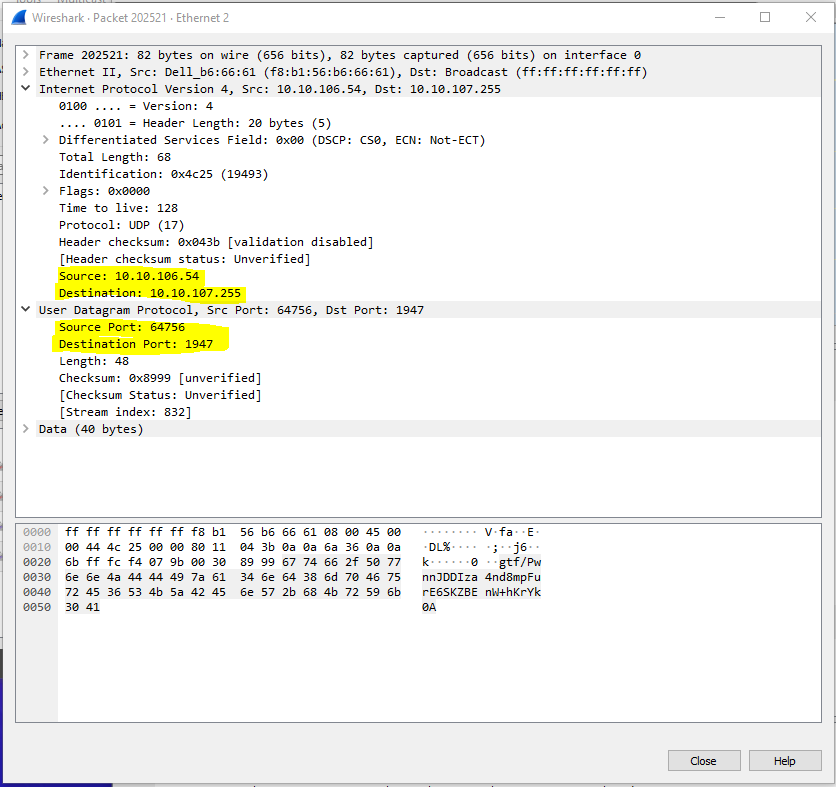 Wireshark · Packet 202521 · Ethernet 2
Frame 202521: 82 bytes on wire (656 bits), 82 bytes captured (656 bits) on interface 0
Ethernet II, Src: Dell_b6:66:61 (f8:b1:56:b6:66:61), Dst: Broadcast (ff:ff:ff:ff:ff:ff)
Internet Protocol Version 4, Src: 10.10.106.54, Dst: 10.10.107.255
0100 .... = Version: 4
.... 0101 = Header Length: 20 bytes (5)
Differentiated Services Field: 0x00 (DSCP: CS0, ECN: Not-ECT)
Total Length: 68
Identification: 0x4c25 (19493)
Flags: 0x0000
Time to live: 128
Protocol: UDP (17)
Header checksum: 0x043b [validation disabled]
[Header checksum status: Unverified]
Source: 10.10.106.54
Destination: 10.10.107.255
User Datagram Protocol, Src Port: 64756, Dst Port: 1947
Source Port: 64756
Destination Port: 1947
Length: 48
Checksum: 0x8999 [unverified]
[Checksum Status: Unverified]
[Stream index: 832]
Data (40 bytes)
0000 ff ff ff ff ff ff f8 b1 56 b6 66 61 08 00 45 00 ········ V·fa··E·
0010 00 44 4c 25 00 00 80 11 04 3b 0a 0a 6a 36 0a 0a ·DL%···· ·;··j6··
0020 6b ff fc f4 07 9b 00 30 89 99 67 74 66 2f 50 77 k······0 ··gtf/Pw
0030 6e 6e 4a 44 44 49 7a 61 34 6e 64 38 6d 70 46 75 nnJDDIza 4nd8mpFu
0040 72 45 36 53 4b 5a 42 45 6e 57 2b 68 4b 72 59 6b rE6SKZBE nW+hKrYk
0050 30 41 0A
Close Help